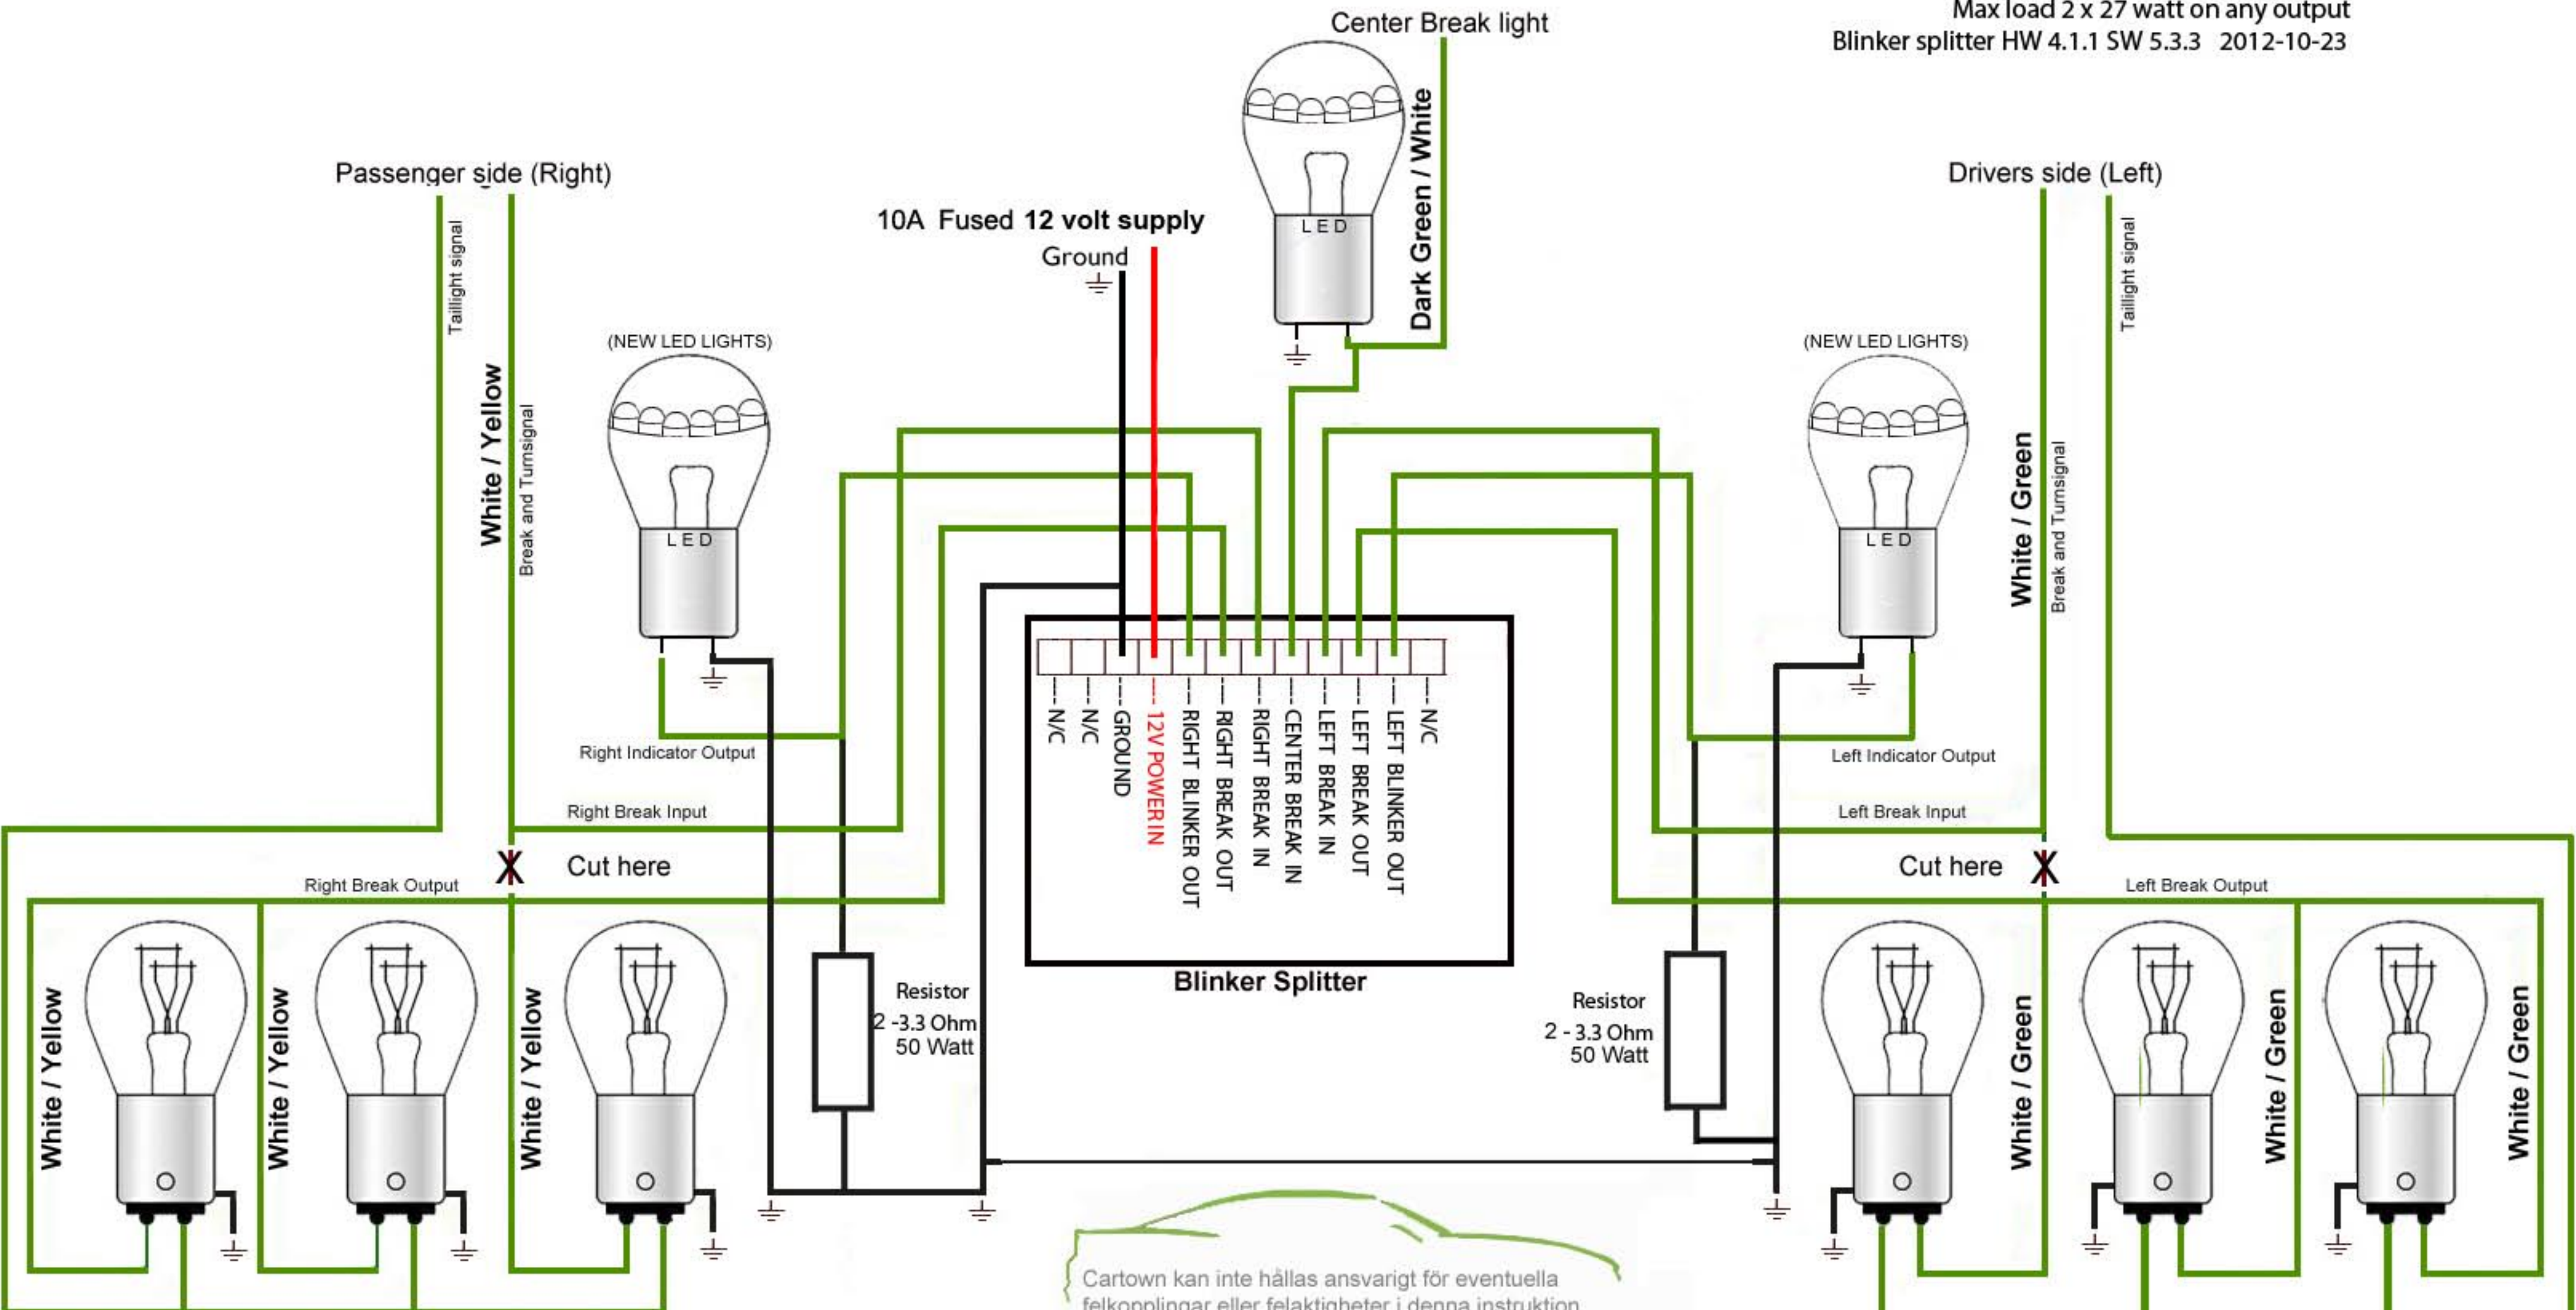 Center Break light
Max load 2 x 27 watt on any output
Blinker splitter HW 4.1.1 SW 5.3.3 2012-10-23
Passenger side (Right)
Drivers side (Left)
10A Fused 12 volt supply
Ground
Dark Green / White
LED
Taillight signal
White / Yellow
Break and Turnsignal
(NEW LED LIGHTS)
LED
(NEW LED LIGHTS)
LED
White / Green
Break and Turnsignal
Taillight signal
---- N/C
---- N/C
---- GROUND
---- 12V POWER IN
---- RIGHT BLINKER OUT
---- RIGHT BREAK OUT
---- RIGHT BREAK IN
---- CENTER BREAK IN
---- LEFT BREAK IN
---- LEFT BREAK OUT
---- LEFT BLINKER OUT
---- N/C
Right Indicator Output
Left Indicator Output
Right Break Input
Left Break Input
X Cut here
Cut here X
Right Break Output
Left Break Output
Blinker Splitter
White / Yellow
White / Yellow
White / Yellow
Resistor
2 -3.3 Ohm
50 Watt
Resistor
2 - 3.3 Ohm
50 Watt
White / Green
White / Green
White / Green
Cartown kan inte hållas ansvarigt för eventuella
felkopplingar eller felaktigheter i denna instruktion